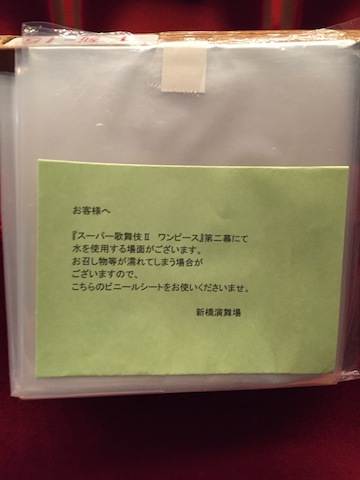 お客様へ
『スーパー歌舞伎Ⅱ ワンピース』第二幕にて
水を使用する場面がございます。
お召し物等が濡れてしまう場合が
ございますので、
こちらのビニールシートをお使いくださいませ。
新橋演舞場